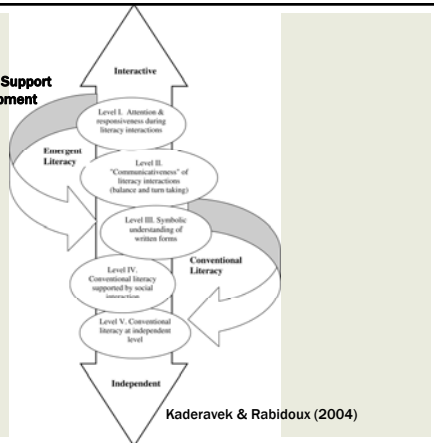 Interactive
Support
Level I. Attention &
responsiveness during
literacy interactions
Emergent
Literacy
Level II.
"Communicativeness" of
literacy interactions
(balance and turn taking)
Level III. Symbolic
understanding of
written forms
Conventional
Literacy
Level IV.
Conventional literacy
supported by social
interaction
Level V. Conventional
literacy at independent
level
Independent
Kaderavek & Rabidoux (2004)